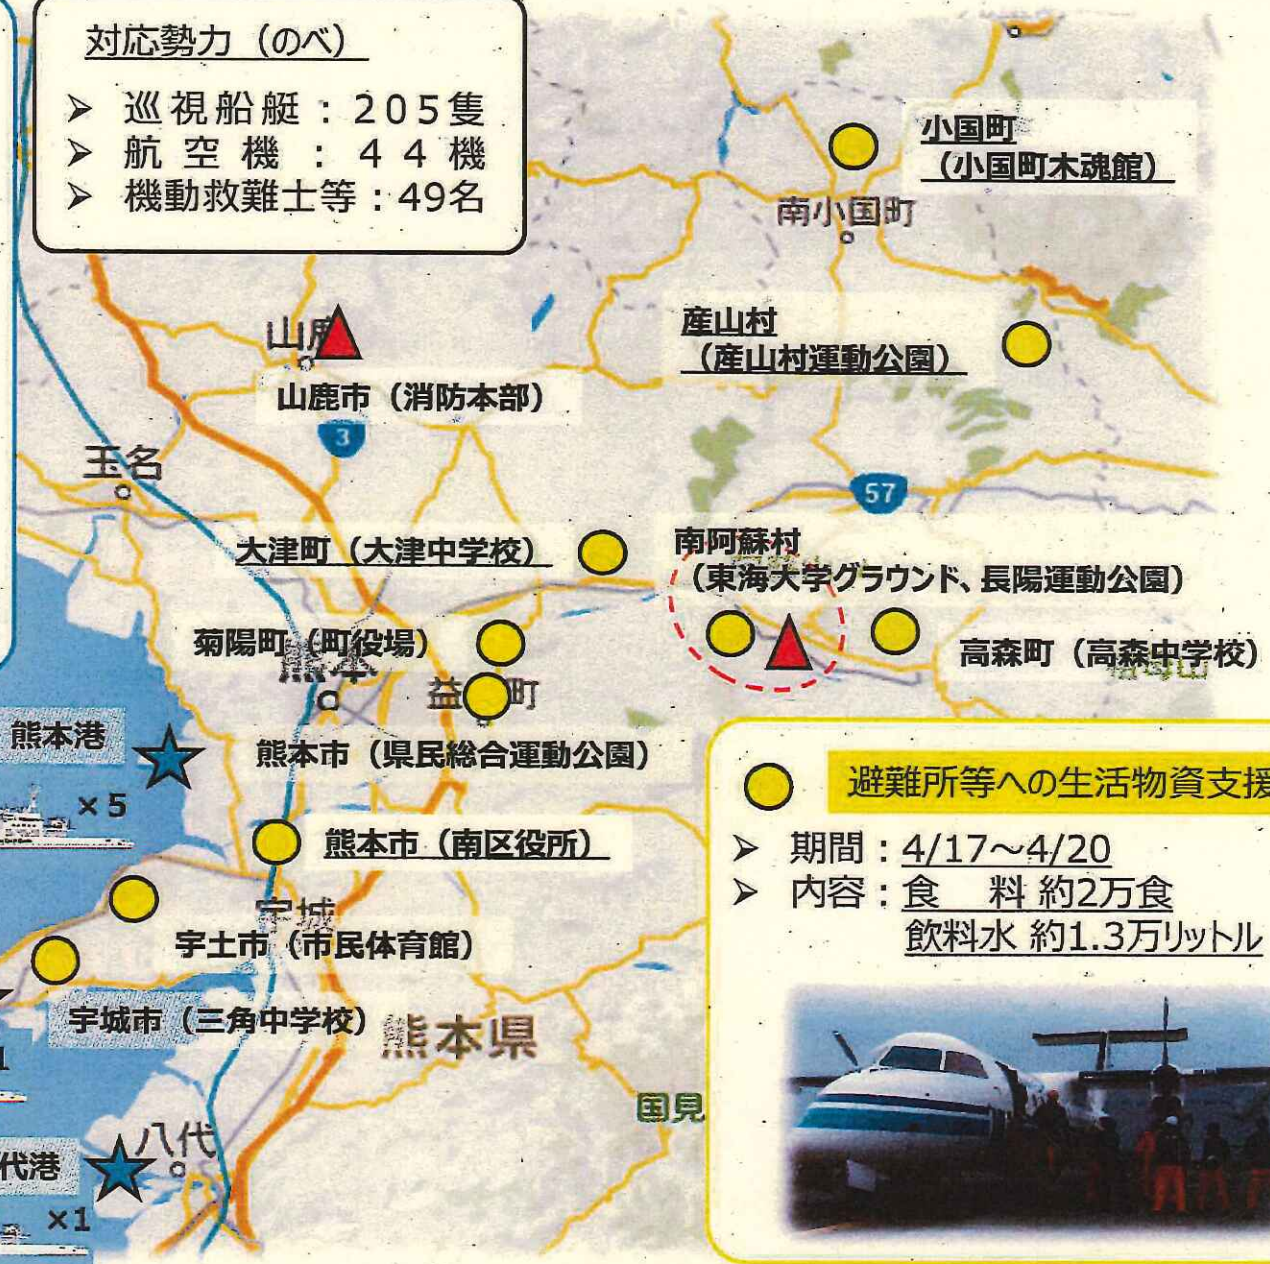 対応勢力（のべ）
➢ 巡視船艇：205隻
➢ 航空機：44機
➢ 機動救難士等：49名
小国町
（小国町木魂館）
南小国町
産山村
（産山村運動公園）
山鹿
山鹿市（消防本部）
3
玉名
57
大津町（大津中学校）
南阿蘇村
（東海大学グラウンド、長陽運動公園）
菊陽町（町役場）
高森町（高森中学校）
熊本
益 町
熊本港
×5
熊本市（県民総合運動公園）
熊本市（南区役所）
宇城
宇土市（市民体育館）
宇城市（三角中学校）
熊本県
1
国見
八代
代港
×1
避難所等への生活物資支援
➢ 期間：4/17～4/20
➢ 内容：食　料 約2万食
飲料水 約1.3万リットル